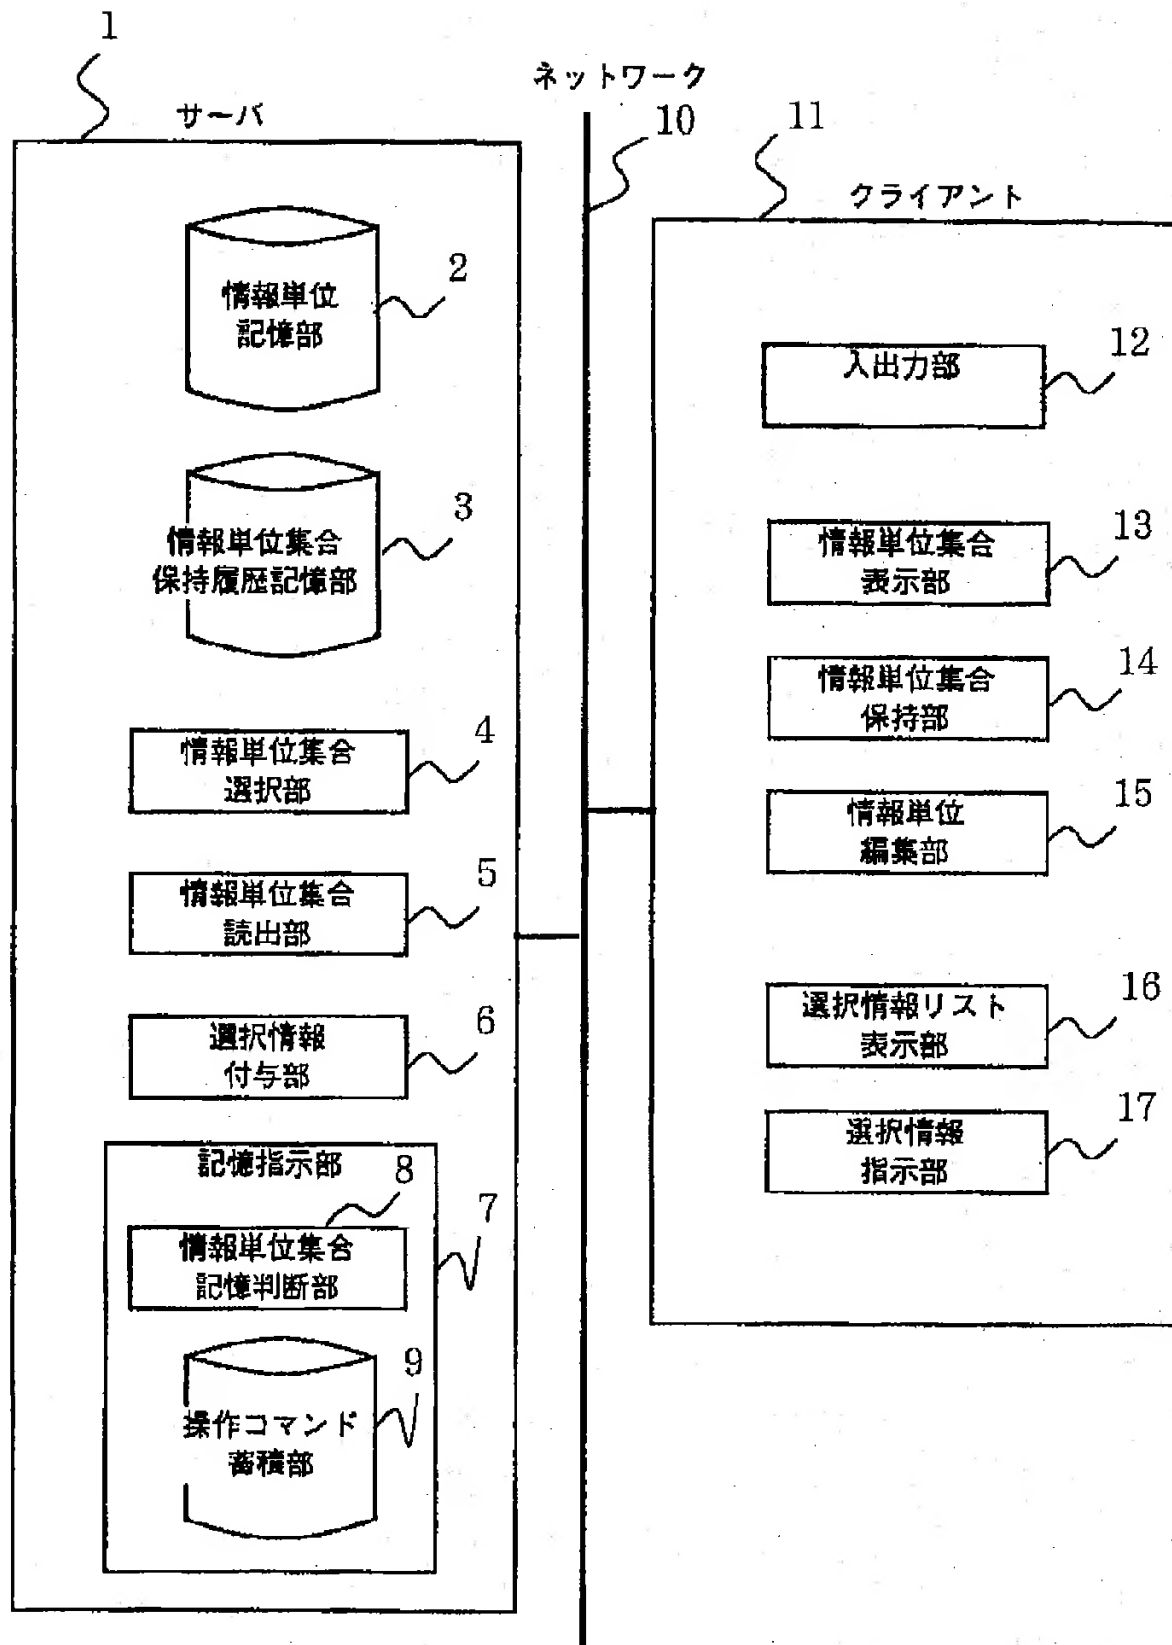 1
サーバ
2
情報単位
記憶部
3
情報単位集合
保持履歴記憶部
4
情報単位集合
選択部
5
情報単位集合
読出部
6
選択情報
付与部
記憶指示部
8
7
情報単位集合
記憶判断部
9
操作コマンド
蓄積部
ネットワーク
10
11
クライアント
12
入出力部
13
情報単位集合
表示部
14
情報単位集合
保持部
15
情報単位
編集部
16
選択情報リスト
表示部
17
選択情報
指示部